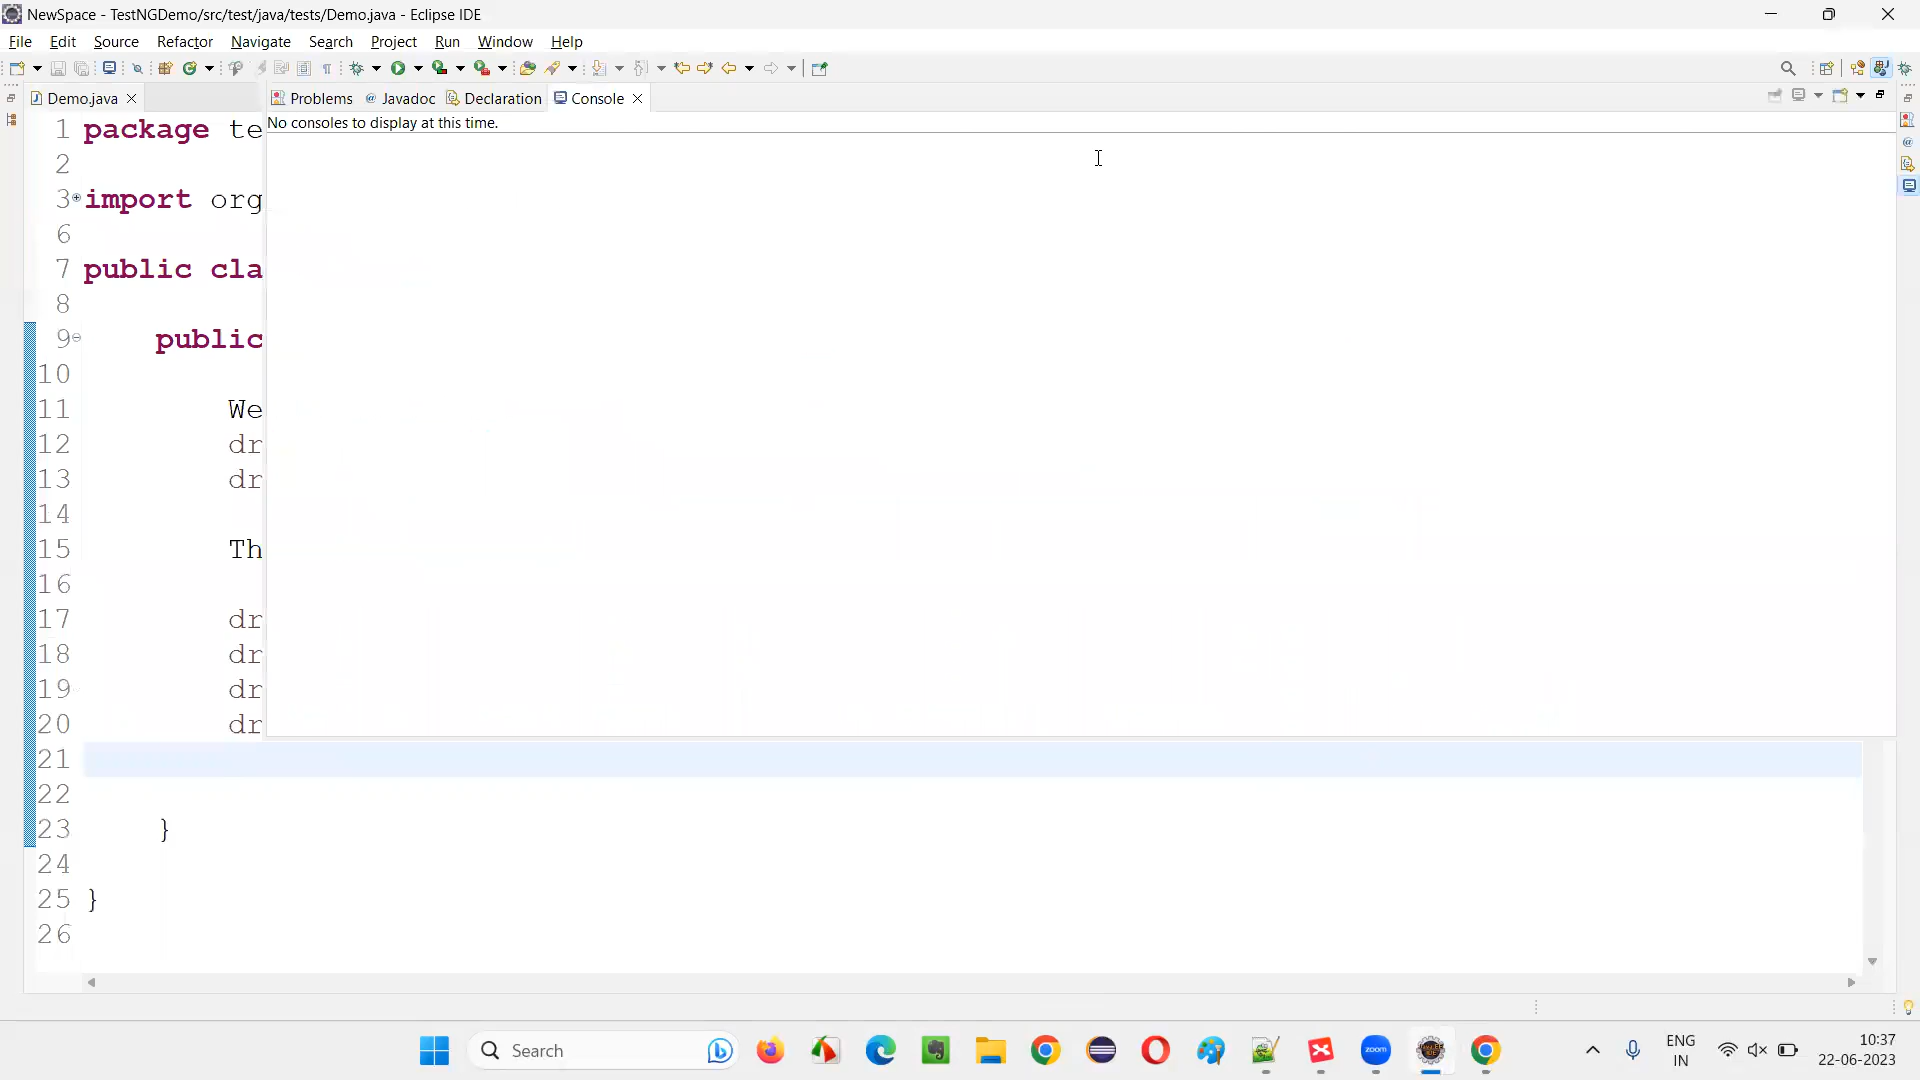 NewSpace - TestNGDemo/src/test/java/tests/Demo.java - Eclipse IDE
File Edit Source Refactor Navigate Search Project Run Window Help
Demo.java
Problems Javadoc Declaration Console
No consoles to display at this time.
1 package te
2
3 import org
6
7 public cla
8
9 public
10
11 We
12 dr
13 dr
14
15 Th
16
17 dr
18 dr
19 dr
20 dr
21
22
23 }
24
25 }
26
Search
zoom
ENG
IN
10:37
22-06-2023